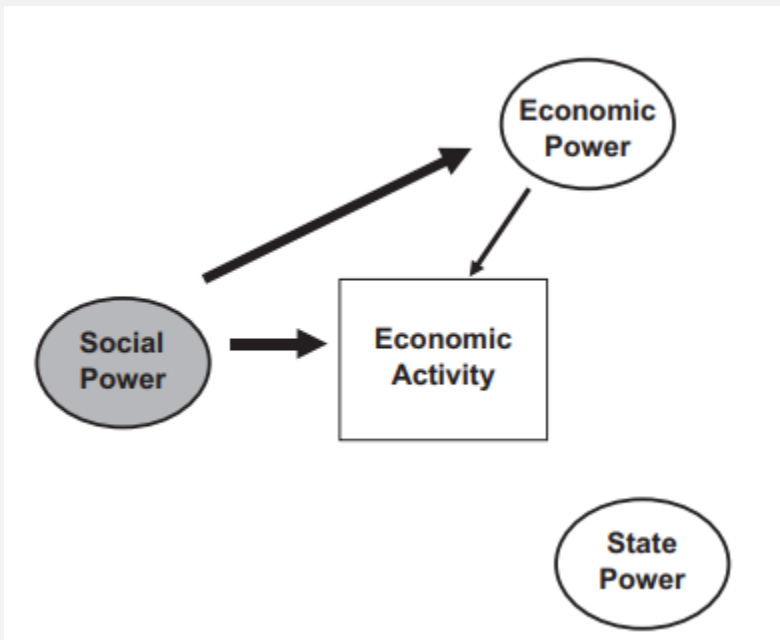 Economic
Power
Social
Power
Economic
Activity
State
Power